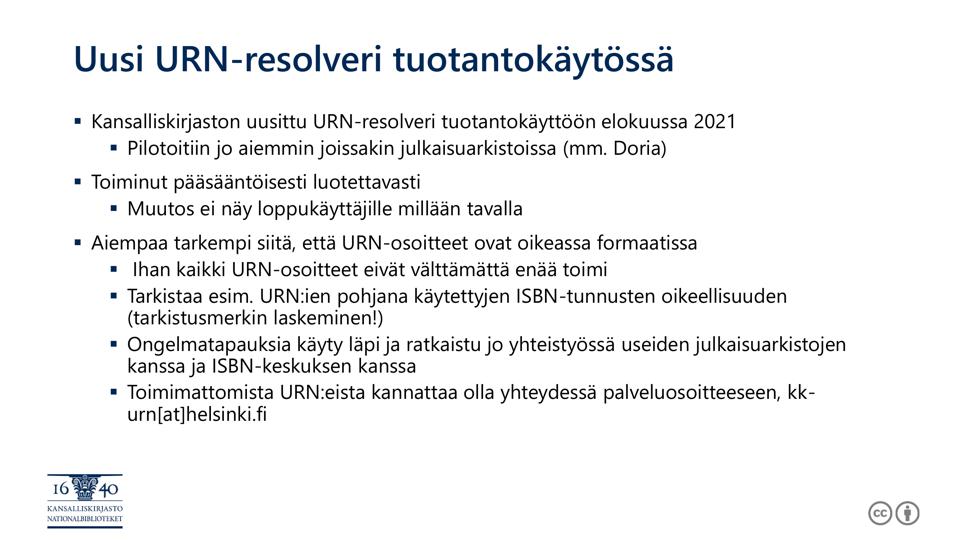 Uusi URN-resolveri tuotantokäytössä
▪ Kansalliskirjaston uusittu URN-resolveri tuotantokäyttöön elokuussa 2021
▪ Pilotoitiin jo aiemmin joissakin julkaisuarkistoissa (mm. Doria)
▪ Toiminut pääsääntöisesti luotettavasti
▪ Muutos ei näy loppukäyttäjille millään tavalla
▪ Aiempaa tarkempi siitä, että URN-osoitteet ovat oikeassa formaatissa
▪ Ihan kaikki URN-osoitteet eivät välttämättä enää toimi
▪ Tarkistaa esim. URN:ien pohjana käytettyjen ISBN-tunnusten oikeellisuuden
(tarkistusmerkin laskeminen!)
▪ Ongelmatapauksia käyty läpi ja ratkaistu jo yhteistyössä useiden julkaisuarkistojen
kanssa ja ISBN-keskuksen kanssa
▪ Toimimattomista URN:eista kannattaa olla yhteydessä palveluosoitteeseen, kk-
urn[at]helsinki.fi
16 40
KANSALLISKIRJASTO
NATIONALBIBLIOTEKET
cc